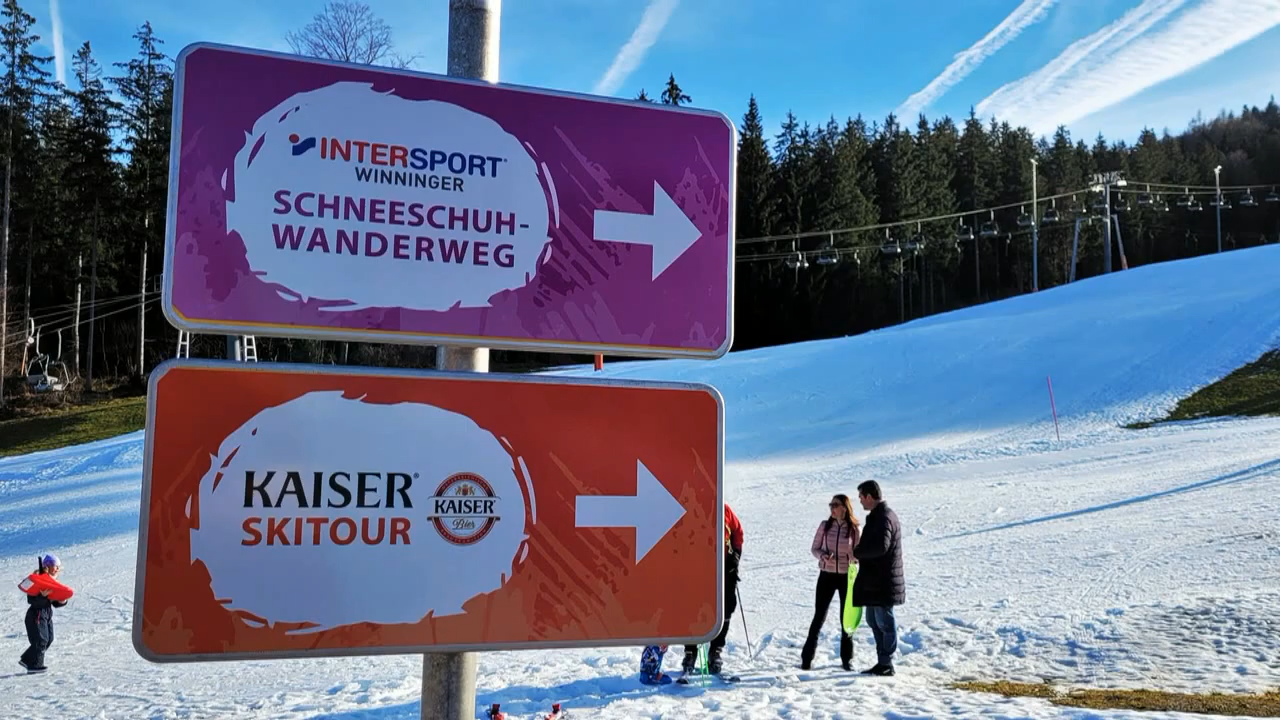 INTERSPORT®
WINNINGER
SCHNEESCHUH-
WANDERWEG
KAISER®
SKITOUR
KAISER
Bier